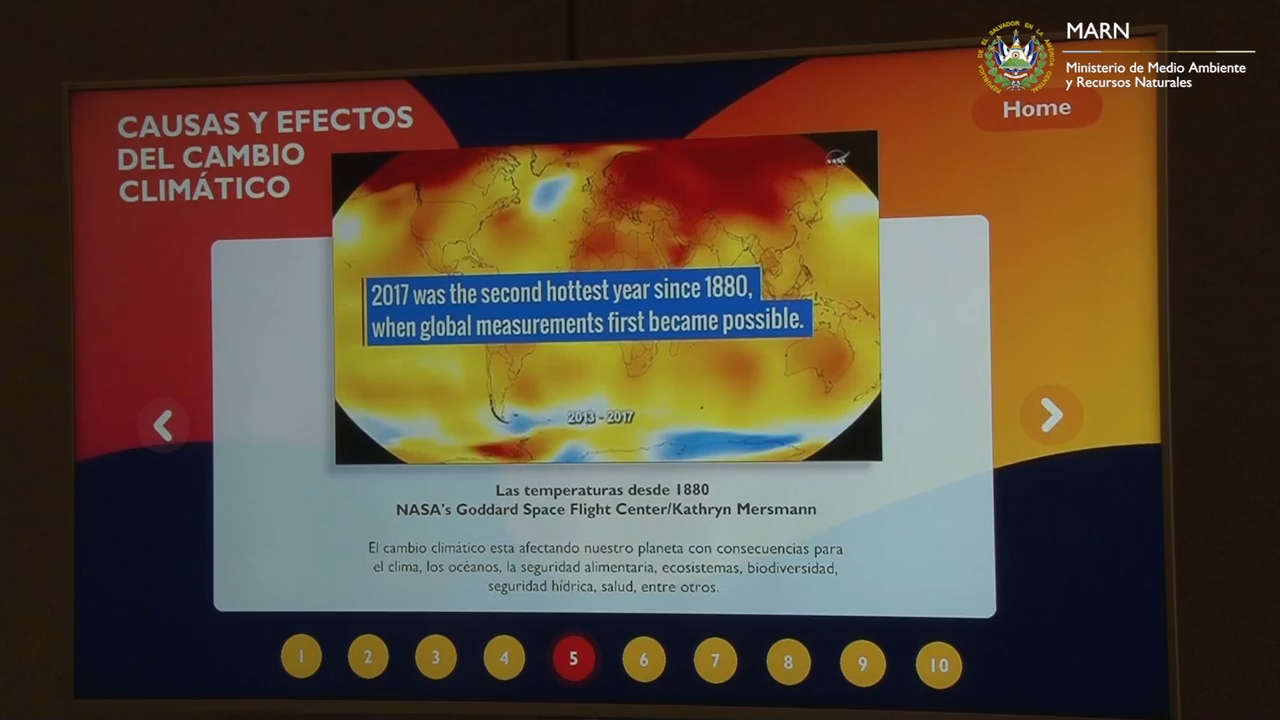 MARN
Ministerio de Medio Ambiente
y Recursos Naturales
Home
CAUSAS Y EFECTOS
DEL CAMBIO
CLIMÁTICO
NASA
2017 was the second hottest year since 1880,
when global measurements first became possible.
2013 - 2017
Las temperaturas desde 1880
NASA's Goddard Space Flight Center/Kathryn Mersmann
El cambio climático esta afectando nuestro planeta con consecuencias para
el clima, los océanos, la seguridad alimentaria, ecosistemas, biodiversidad,
seguridad hídrica, salud, entre otros.
1 2 3 4 5 6 7 8 9 10